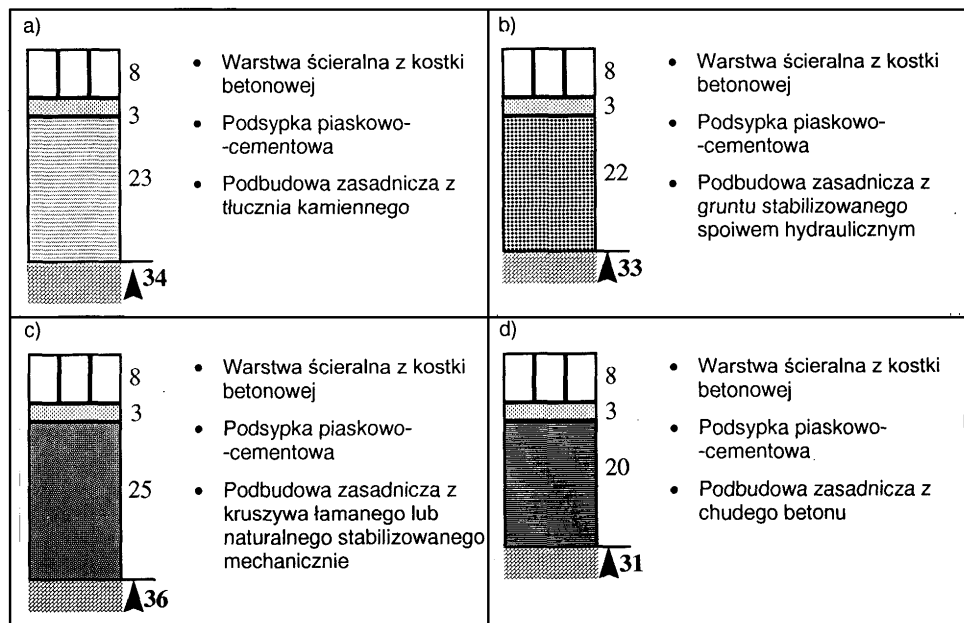 a)
8
3
23
34
• Warstwa ścieralna z kostki
betonowej
• Podsypka piaskowo-
-cementowa
• Podbudowa zasadnicza z
tłucznia kamiennego
b)
8
3
22
33
• Warstwa ścieralna z kostki
betonowej
• Podsypka piaskowo-
-cementowa
• Podbudowa zasadnicza z
gruntu stabilizowanego
spoiwem hydraulicznym
c)
8
3
25
36
• Warstwa ścieralna z kostki
betonowej
• Podsypka piaskowo-
-cementowa
• Podbudowa zasadnicza z
kruszywa łamanego lub
naturalnego stabilizowanego
mechanicznie
d)
8
3
20
31
• Warstwa ścieralna z kostki
betonowej
• Podsypka piaskowo-
-cementowa
• Podbudowa zasadnicza z
chudego betonu